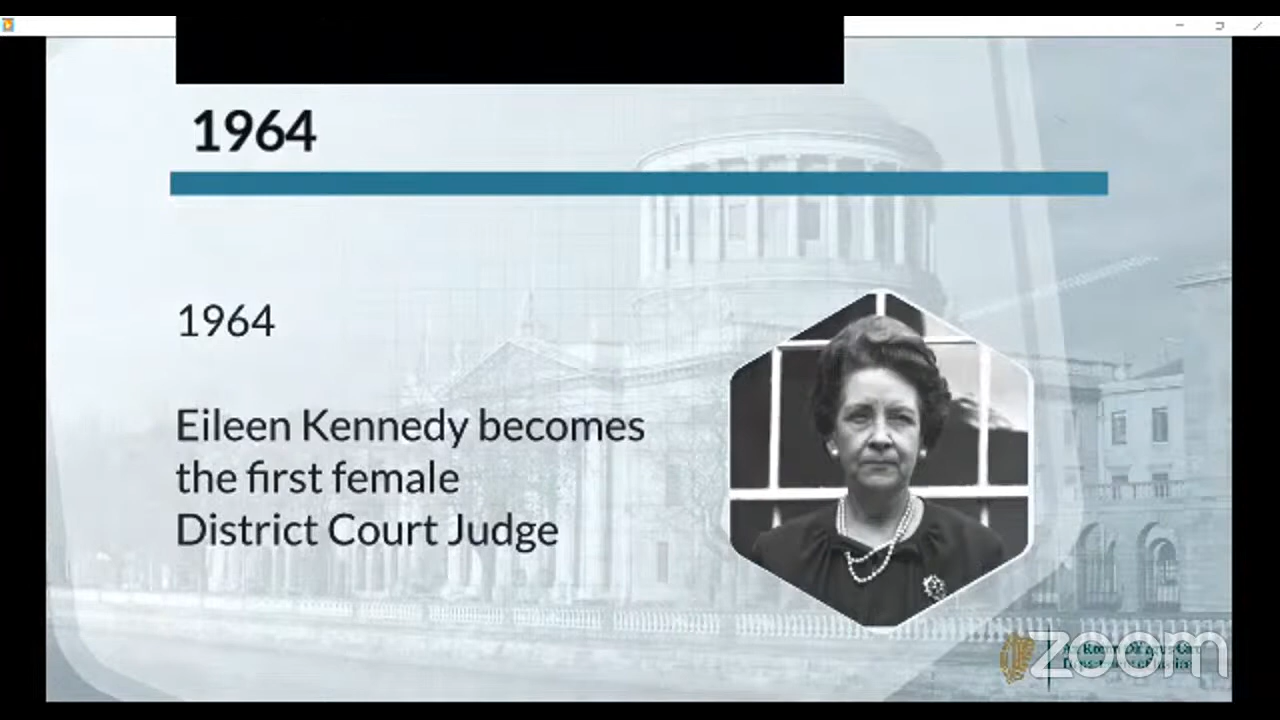 1964
1964
Eileen Kennedy becomes
the first female
District Court Judge
zoom